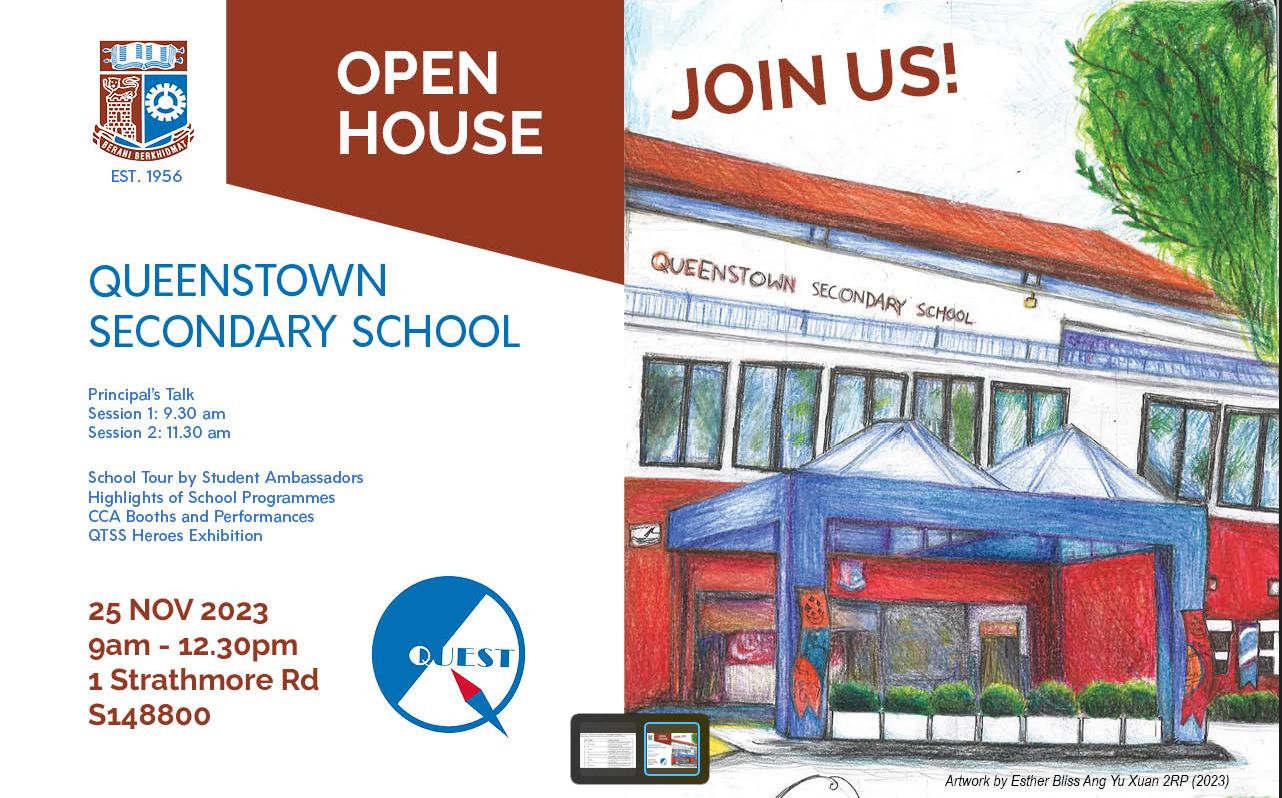 BERANI BERKHIDMAT
EST. 1956
OPEN
HOUSE
QUEENSTOWN
SECONDARY SCHOOL
Principal's Talk
Session 1: 9.30 am
Session 2: 11.30 am
School Tour by Student Ambassadors
Highlights of School Programmes
CCA Booths and Performances
QTSS Heroes Exhibition
25 NOV 2023
9am - 12.30pm
1 Strathmore Rd
S148800
QUEST
JOIN US!
QUEENSTOWN SECONDARY SCHOOL
Artwork by Esther Bliss Ang Yu Xuan 2RP (2023)